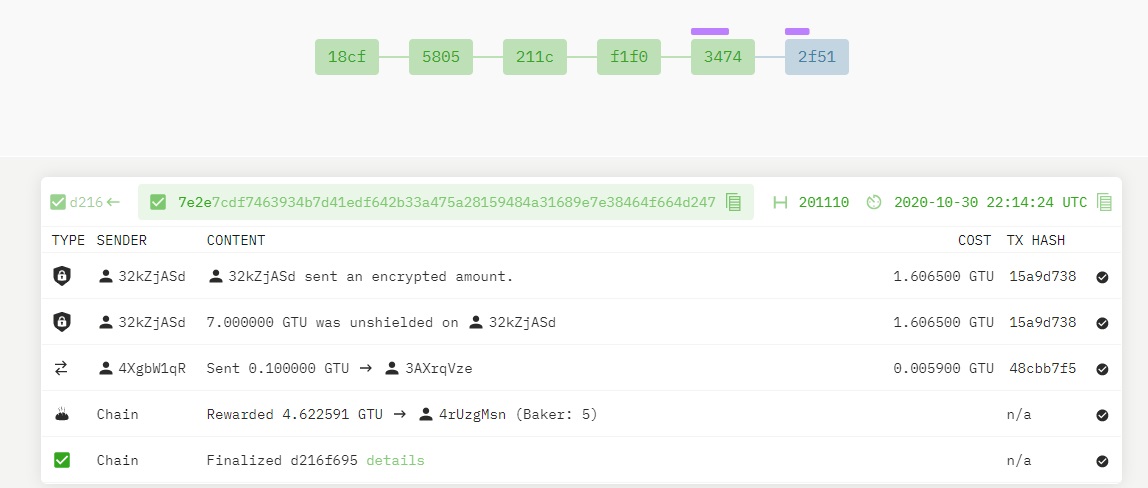 18cf 5805 211c f1f0 3474 2f51
d216 7e2e7cdf7463934b7d41edf642b33a475a28159484a31689e7e38464f664d247 201110 2020-10-30 22:14:24 UTC
TYPE SENDER CONTENT COST TX HASH
32kZjASd 32kZjASd sent an encrypted amount. 1.606500 GTU 15a9d738
32kZjASd 7.000000 GTU was unshielded on 32kZjASd 1.606500 GTU 15a9d738
4XgbW1qR Sent 0.100000 GTU → 3AXrqVze 0.005900 GTU 48cbb7f5
Chain Rewarded 4.622591 GTU → 4rUzgMsn (Baker: 5) n/a
Chain Finalized d216f695 details n/a